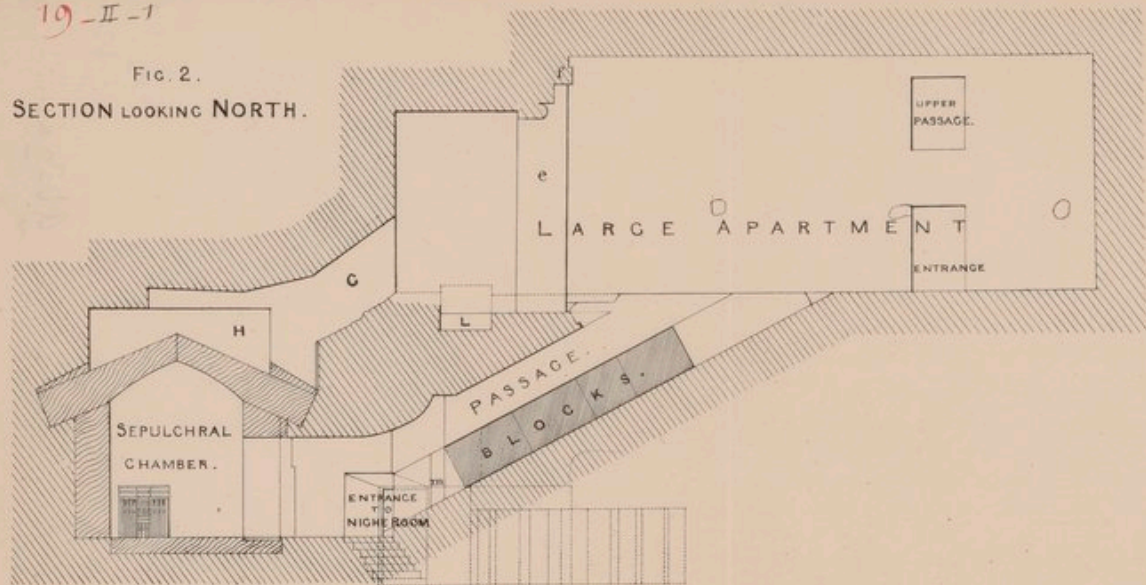 19-II-1
FIG. 2.
SECTION LOOKING NORTH.
f
UPPER
PASSAGE.
e
LARGE APARTMENT
ENTRANCE
G
H
L
PASSAGE.
BLOCKS.
SEPULCHRAL
CHAMBER.
m
ENTRANCE
TO
NICHE ROOM